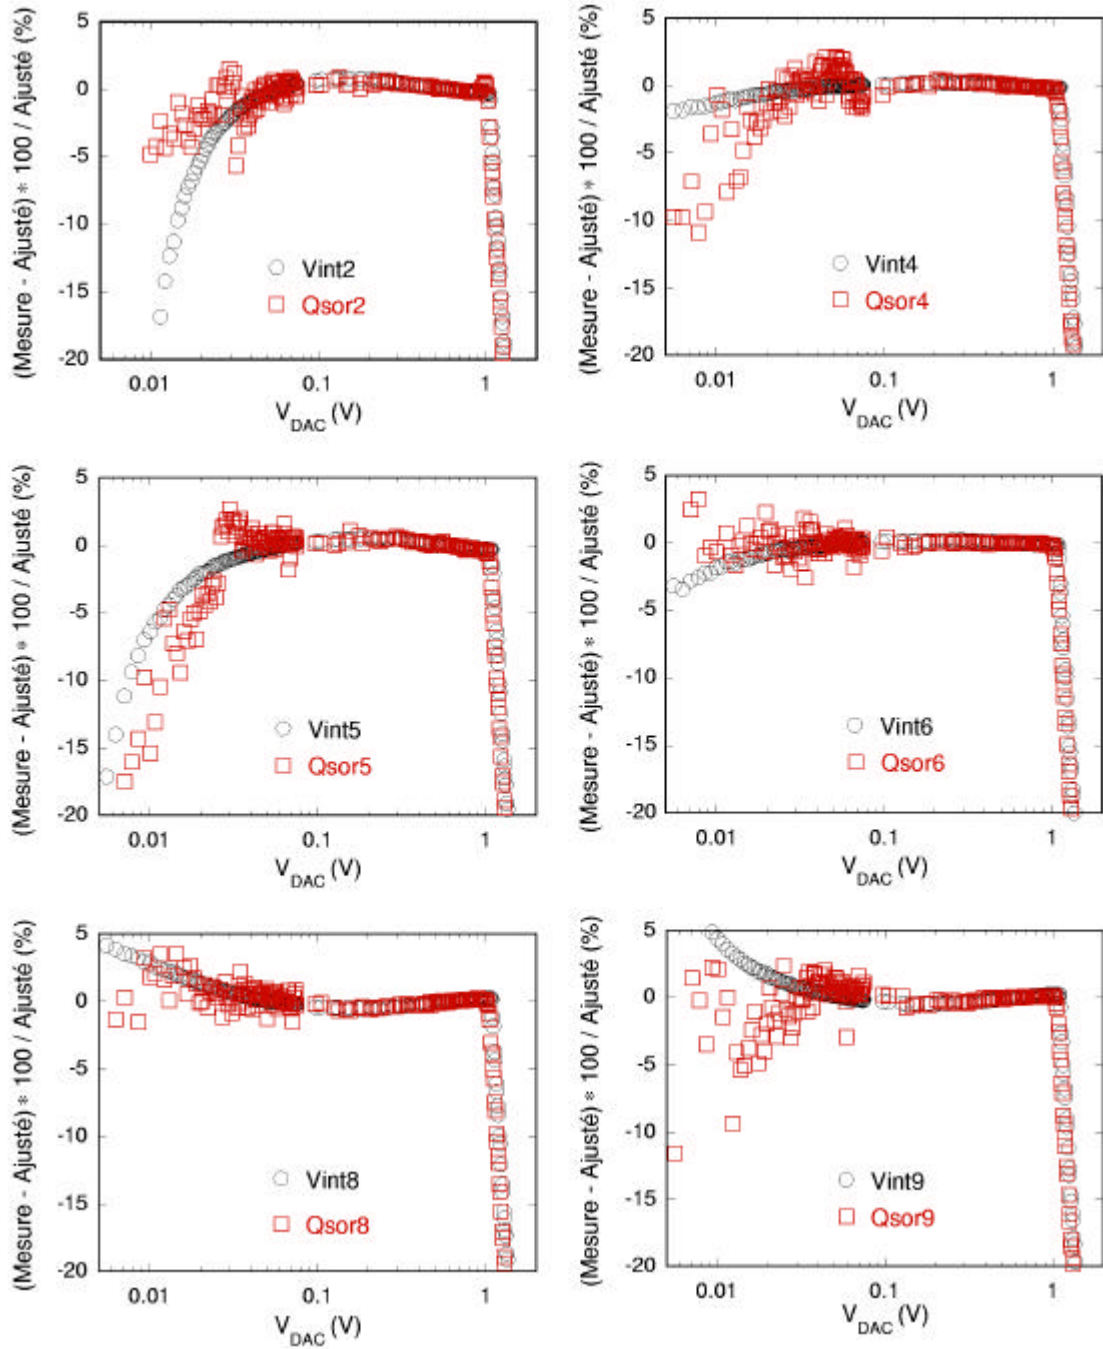 (Mesure - Ajusté) * 100 / Ajusté (%)
5
0
-5
-10
-15
-20
Vint2
Qsor2
0.01
0.1
1
V_DAC (V)
(Mesure - Ajusté) * 100 / Ajusté (%)
5
0
-5
-10
-15
-20
Vint4
Qsor4
0.01
0.1
1
V_DAC (V)
(Mesure - Ajusté) * 100 / Ajusté (%)
5
0
-5
-10
-15
-20
Vint5
Qsor5
0.01
0.1
1
V_DAC (V)
(Mesure - Ajusté) * 100 / Ajusté (%)
5
0
-5
-10
-15
-20
Vint6
Qsor6
0.01
0.1
1
V_DAC (V)
(Mesure - Ajusté) * 100 / Ajusté (%)
5
0
-5
-10
-15
-20
Vint8
Qsor8
0.01
0.1
1
V_DAC (V)
(Mesure - Ajusté) * 100 / Ajusté (%)
5
0
-5
-10
-15
-20
Vint9
Qsor9
0.01
0.1
1
V_DAC (V)